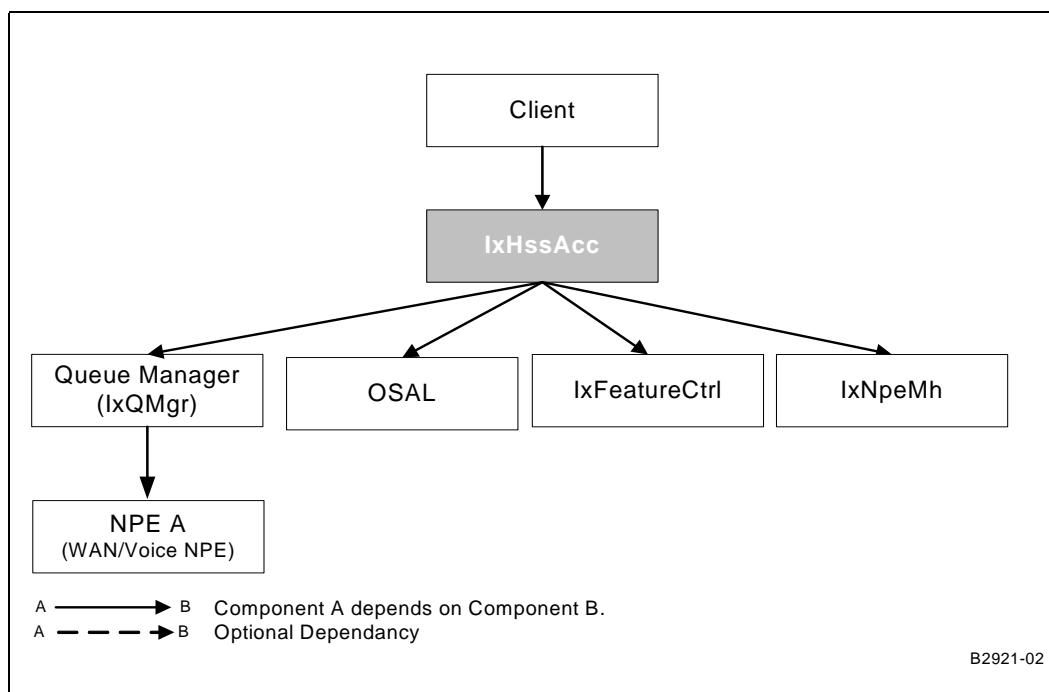 Client
IxHssAcc
Queue Manager
(IxQMgr)
OSAL
IxFeatureCtrl
IxNpeMh
NPE A
(WAN/Voice NPE)
A B Component A depends on Component B.
A B Optional Dependancy
B2921-02